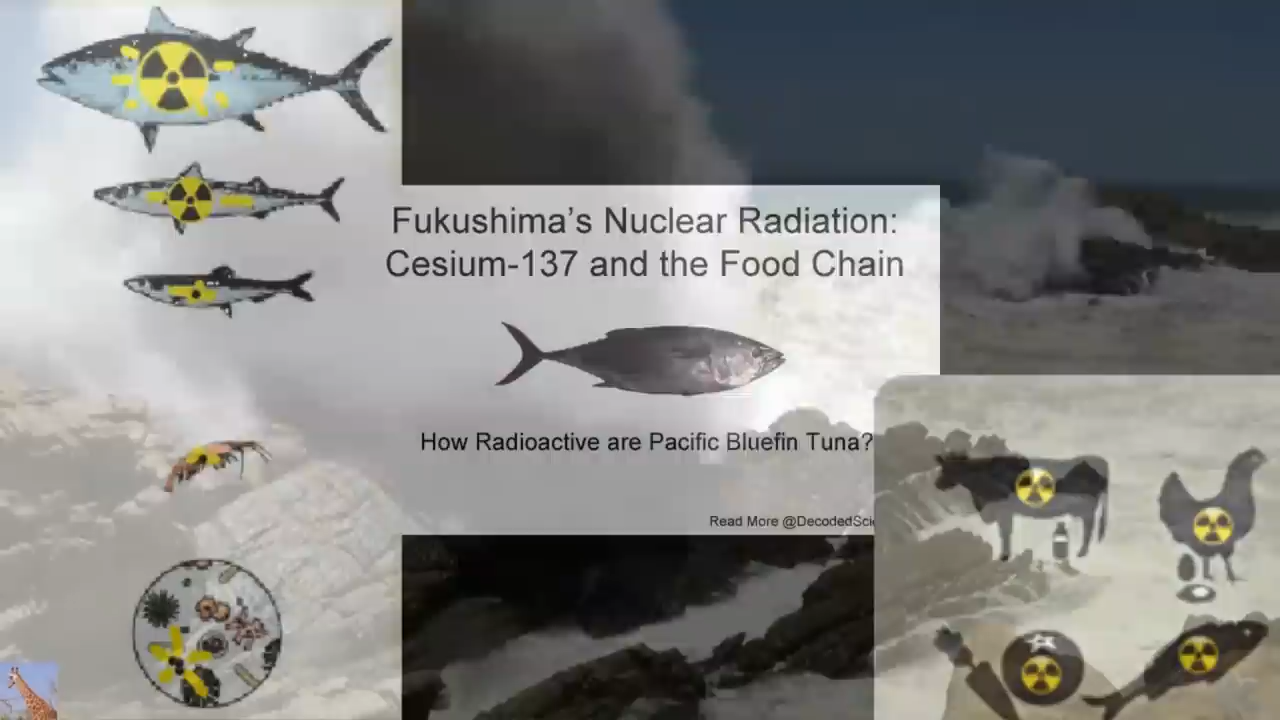 Fukushima’s Nuclear Radiation:
Cesium-137 and the Food Chain
How Radioactive are Pacific Bluefin Tuna?
Read More @DecodedSci